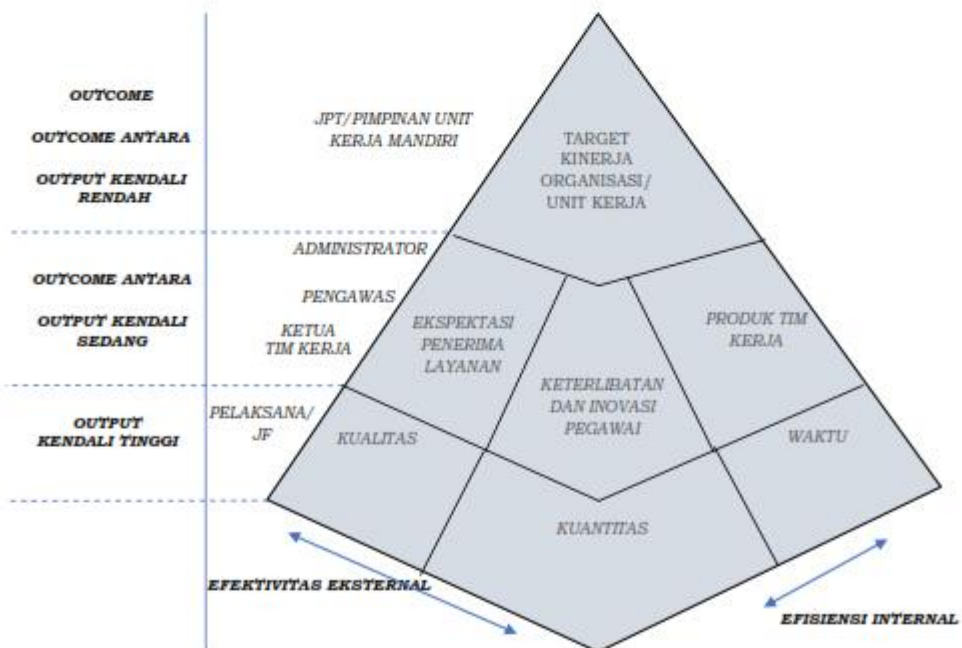 OUTCOME
OUTCOME ANTARA
OUTPUT KENDALI
RENDAH
JPT/PIMPINAN UNIT
KERJA MANDIRI
TARGET
KINERJA
ORGANISASI/
UNIT KERJA
OUTCOME ANTARA
OUTPUT KENDALI
SEDANG
ADMINISTRATOR
PENGAWAS
KETUA
TIM KERJA
EKSPEKTASI
PENERIMA
LAYANAN
KETERLIBATAN
DAN INOVASI
PEGAWAI
PRODUK TIM
KERJA
OUTPUT
KENDALI TINGGI
PELAKSANA/
JF
KUALITAS
KUANTITAS
WAKTU
EFEKTIVITAS EKSTERNAL
EFISIENSI INTERNAL